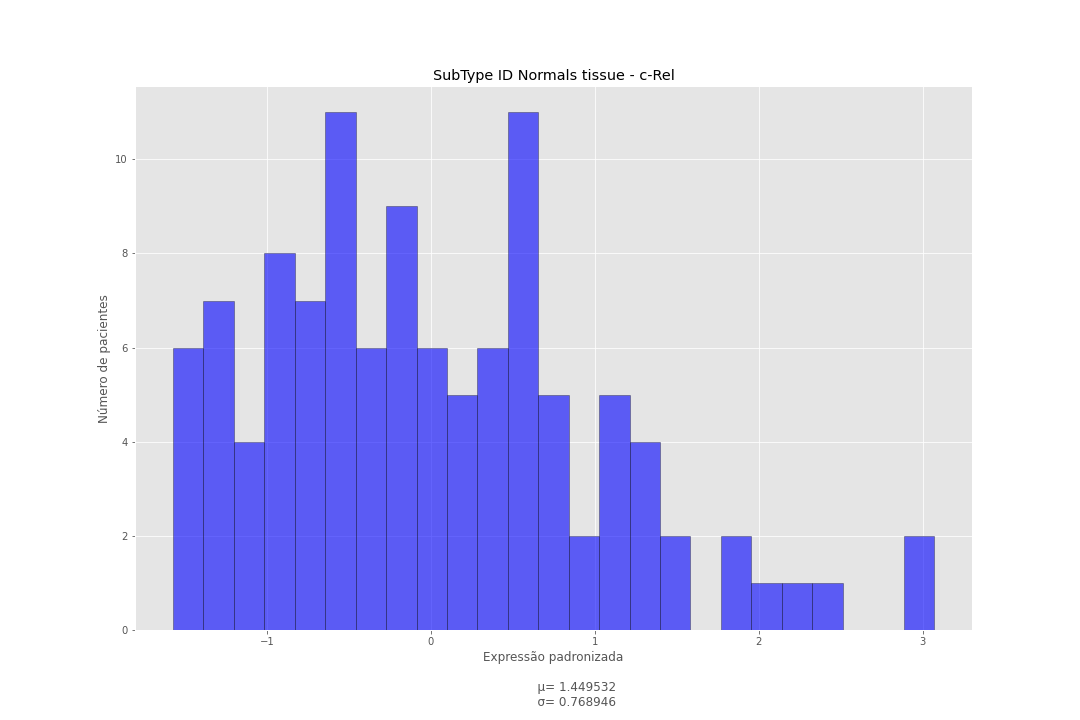 SubType ID Normals tissue - c-Rel
10
8
6
4
2
0
Número de pacientes
−1 0 1 2 3
Expressão padronizada
μ= 1.449532
σ= 0.768946